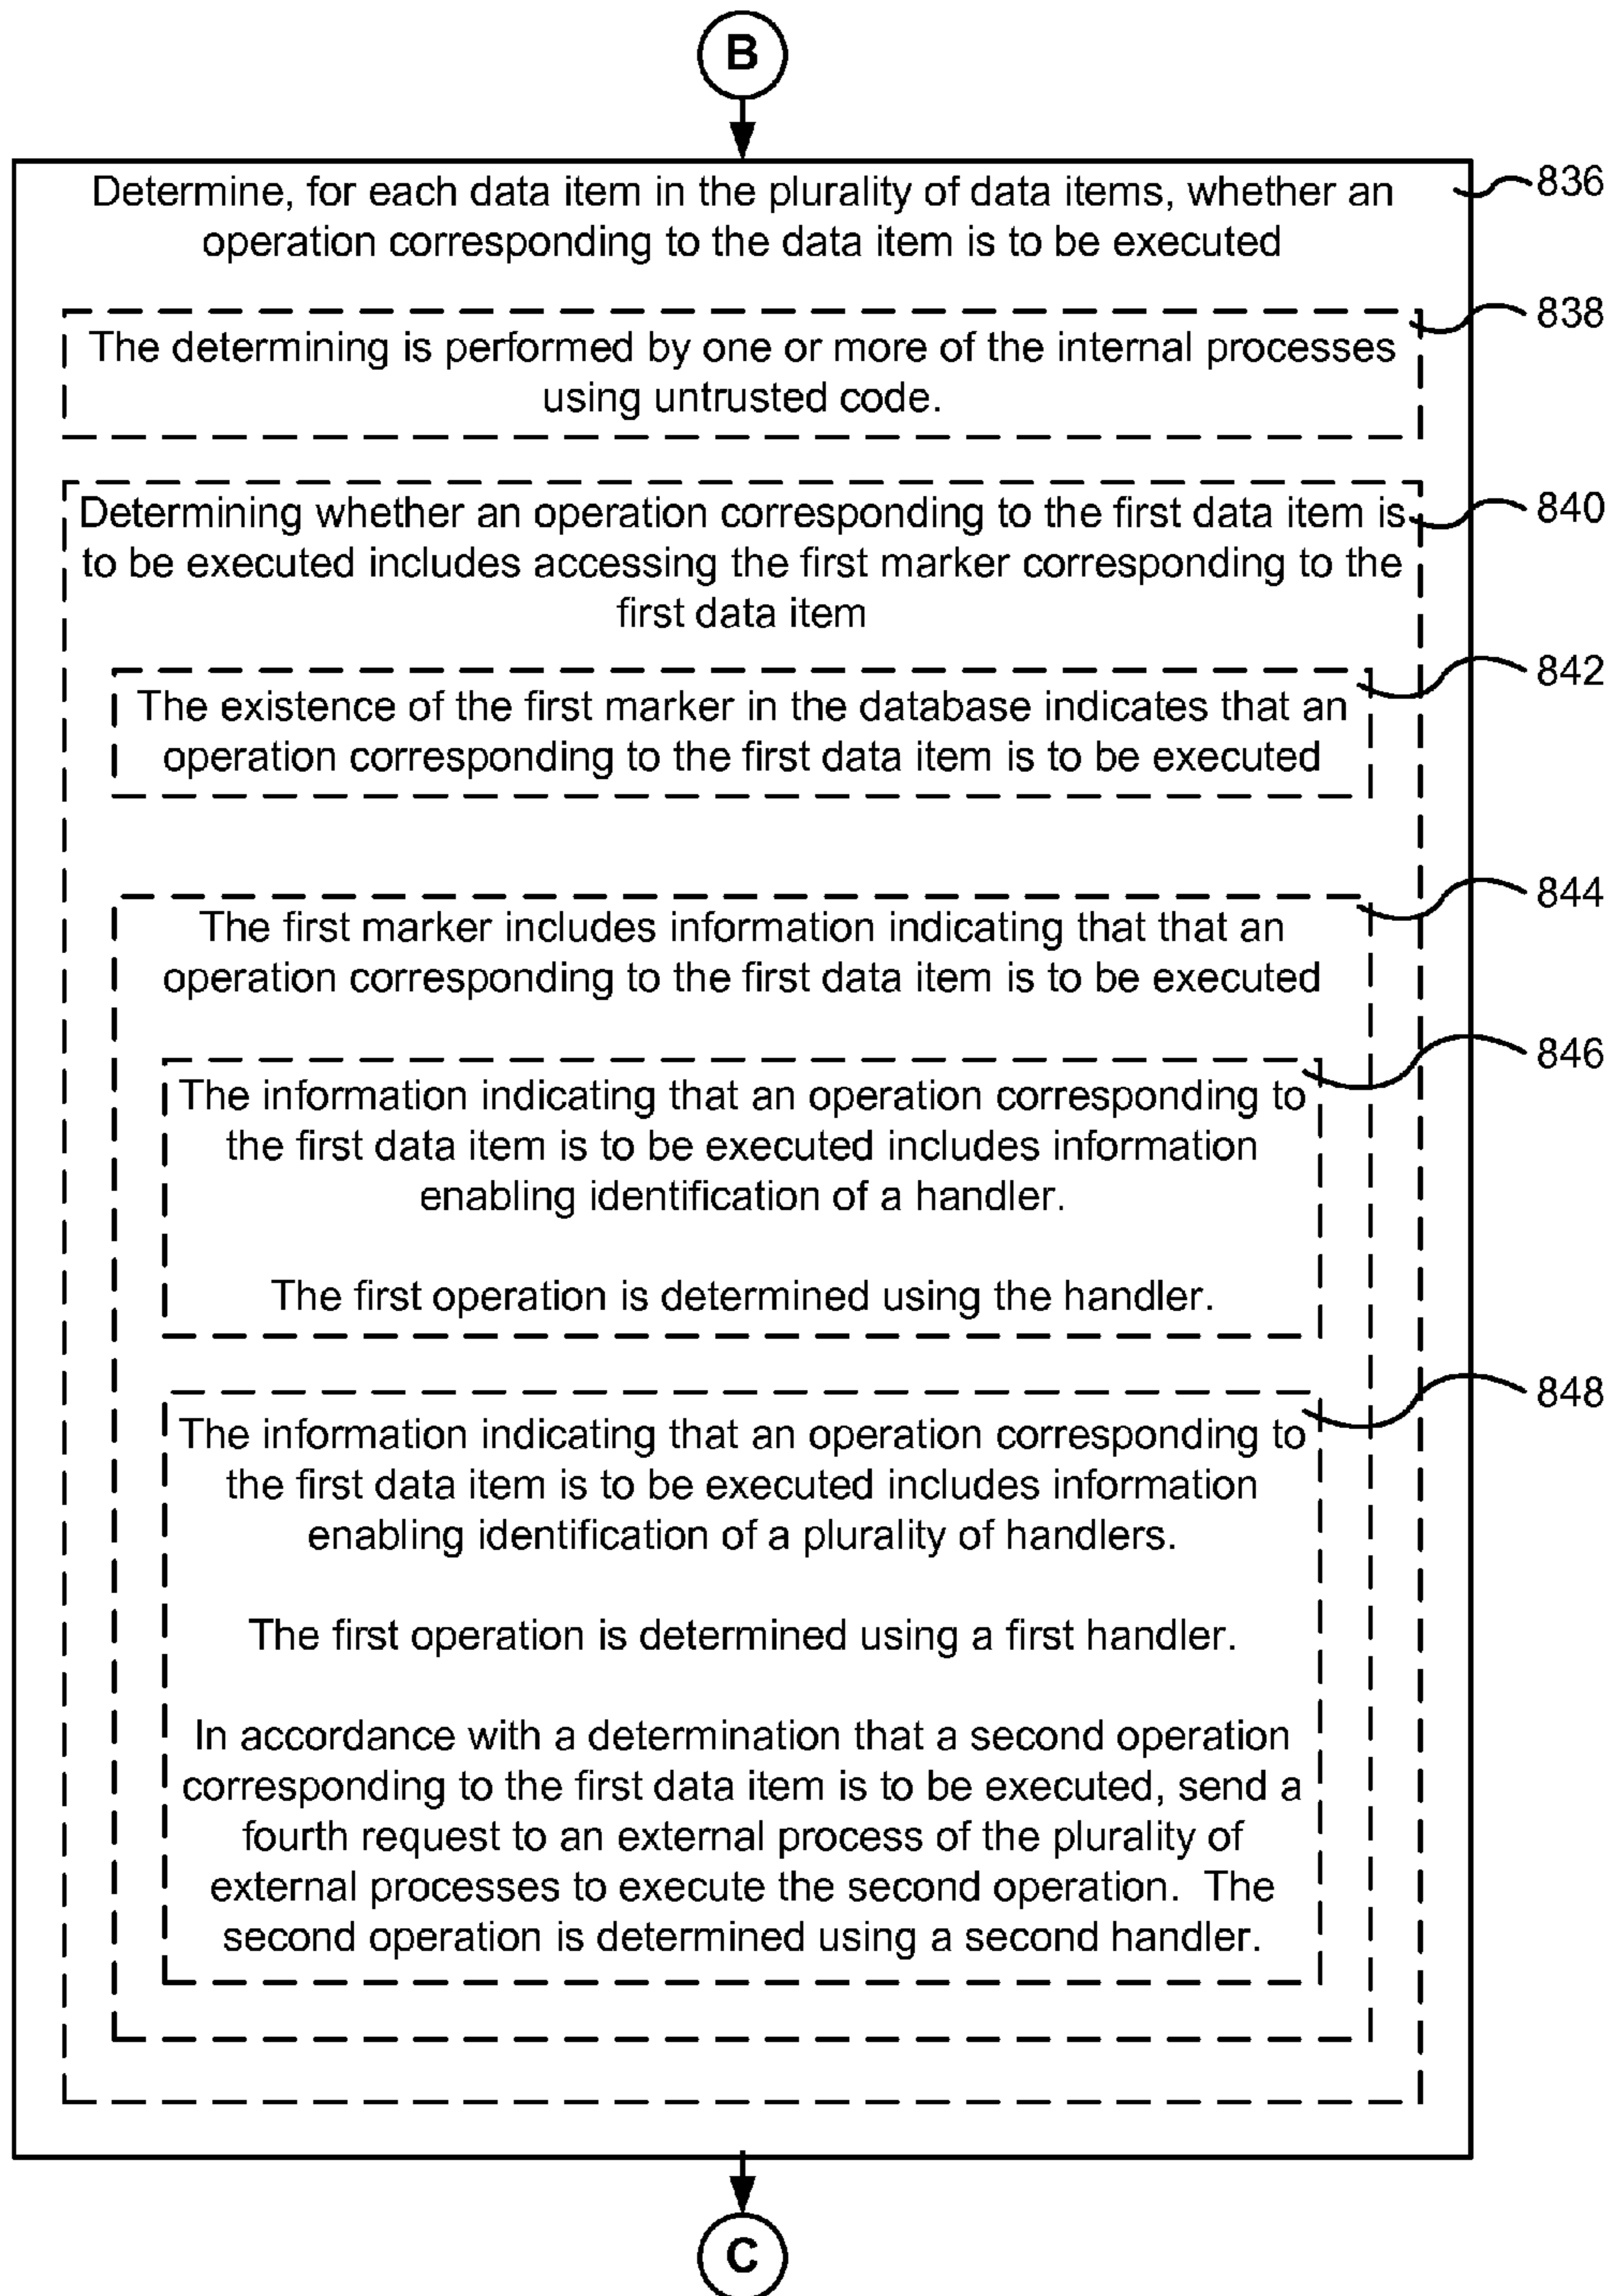 B
Determine, for each data item in the plurality of data items, whether an
operation corresponding to the data item is to be executed
836
The determining is performed by one or more of the internal processes
using untrusted code.
838
Determining whether an operation corresponding to the first data item is
to be executed includes accessing the first marker corresponding to the
first data item
840
The existence of the first marker in the database indicates that an
operation corresponding to the first data item is to be executed
842
The first marker includes information indicating that that an
operation corresponding to the first data item is to be executed
844
The information indicating that an operation corresponding to
the first data item is to be executed includes information
enabling identification of a handler.
The first operation is determined using the handler.
846
The information indicating that an operation corresponding to
the first data item is to be executed includes information
enabling identification of a plurality of handlers.
The first operation is determined using a first handler.
In accordance with a determination that a second operation
corresponding to the first data item is to be executed, send a
fourth request to an external process of the plurality of
external processes to execute the second operation.  The
second operation is determined using a second handler.
848
C